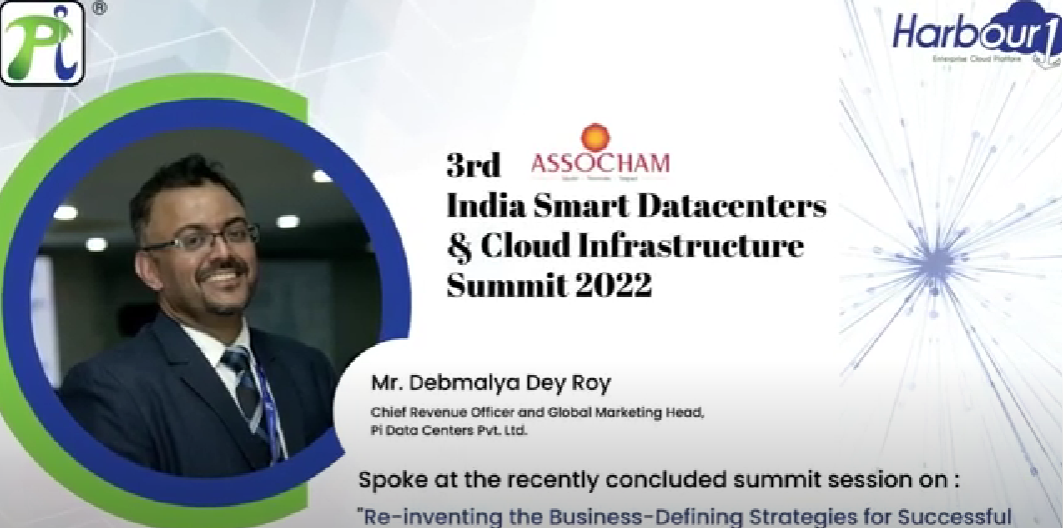 Pi ®
Harbour1
Enterprise Cloud Platform
3rd ASSOCHAM
India Smart Datacenters
& Cloud Infrastructure
Summit 2022
Mr. Debmalya Dey Roy
Chief Revenue Officer and Global Marketing Head,
Pi Data Centers Pvt. Ltd.
Spoke at the recently concluded summit session on :
"Re-inventing the Business-Defining Strategies for Successful